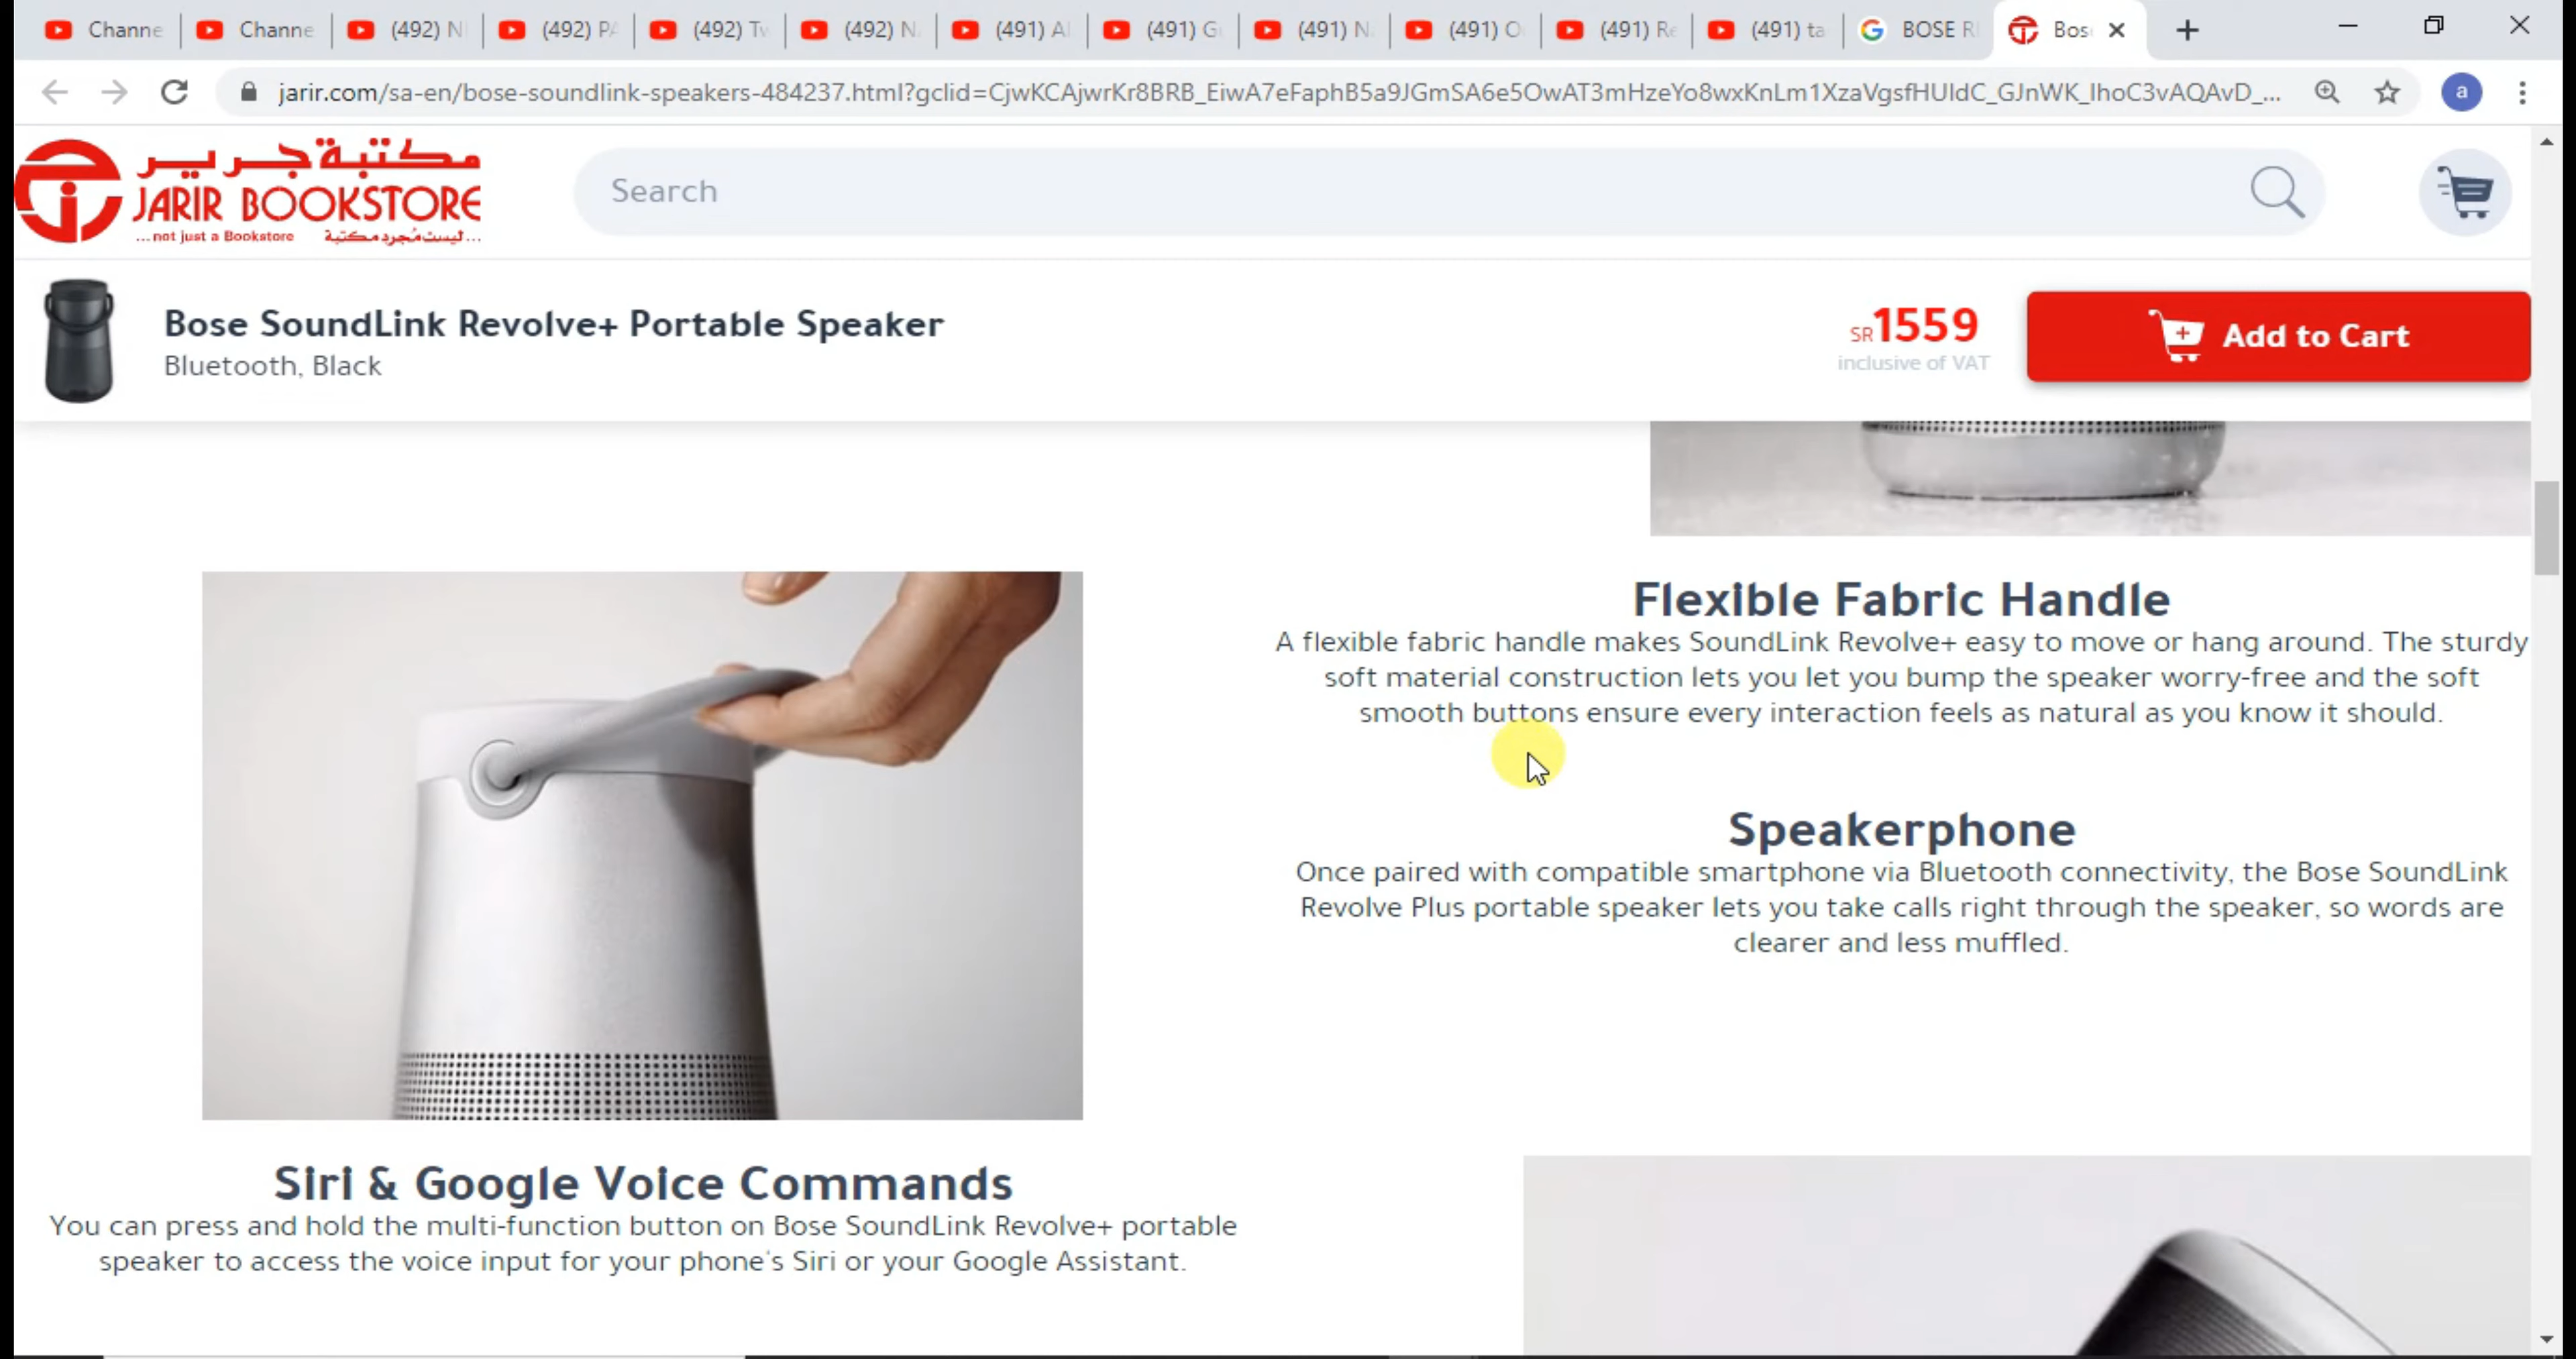 Channe
Channe
(492)
(492)
(492)
(492)
(491)
(491)
(491)
(491)
(491)
(491)
BOSE
Bos
jarir.com/sa-en/bose-soundlink-speakers-484237.html?gclid=CjwKCAjwrKr8BRB_EiwA7eFaphB5a9JGmSA6e5OwAT3mHzeYo8wxKnLm1XzaVgsfHUIdC_GJnWK_IhoC3vAQAvD_...
a
مكتبة جرير
JARIR BOOKSTORE
...not just a Bookstore ليست مُجرد مكتبة...
Search
Bose SoundLink Revolve+ Portable Speaker
Bluetooth, Black
SR1559
inclusive of VAT
Add to Cart
Flexible Fabric Handle
A flexible fabric handle makes SoundLink Revolve+ easy to move or hang around. The sturdy
soft material construction lets you let you bump the speaker worry-free and the soft
smooth buttons ensure every interaction feels as natural as you know it should.
Speakerphone
Once paired with compatible smartphone via Bluetooth connectivity, the Bose SoundLink
Revolve Plus portable speaker lets you take calls right through the speaker, so words are
clearer and less muffled.
Siri & Google Voice Commands
You can press and hold the multi-function button on Bose SoundLink Revolve+ portable
speaker to access the voice input for your phone's Siri or your Google Assistant.